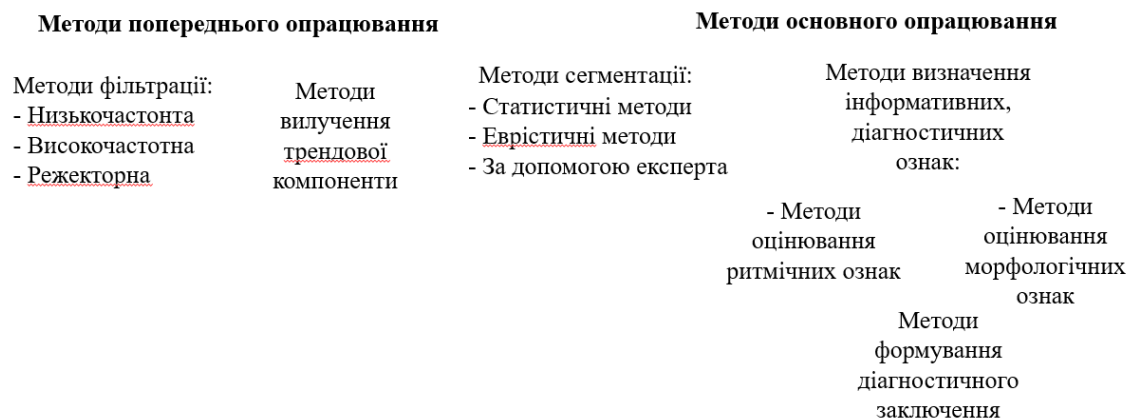 Методи попереднього опрацювання
Методи фільтрації:
- Низькочастонта
- Високочастотна
- Режекторна
Методи
вилучення
трендової
компоненти
Методи основного опрацювання
Методи сегментації:
- Статистичні методи
- Еврістичні методи
- За допомогою експерта
Методи визначення
інформативних,
діагностичних
ознак:
- Методи
оцінювання
ритмічних ознак
- Методи
оцінювання
морфологічних
ознак
Методи
формування
діагностичного
заключення